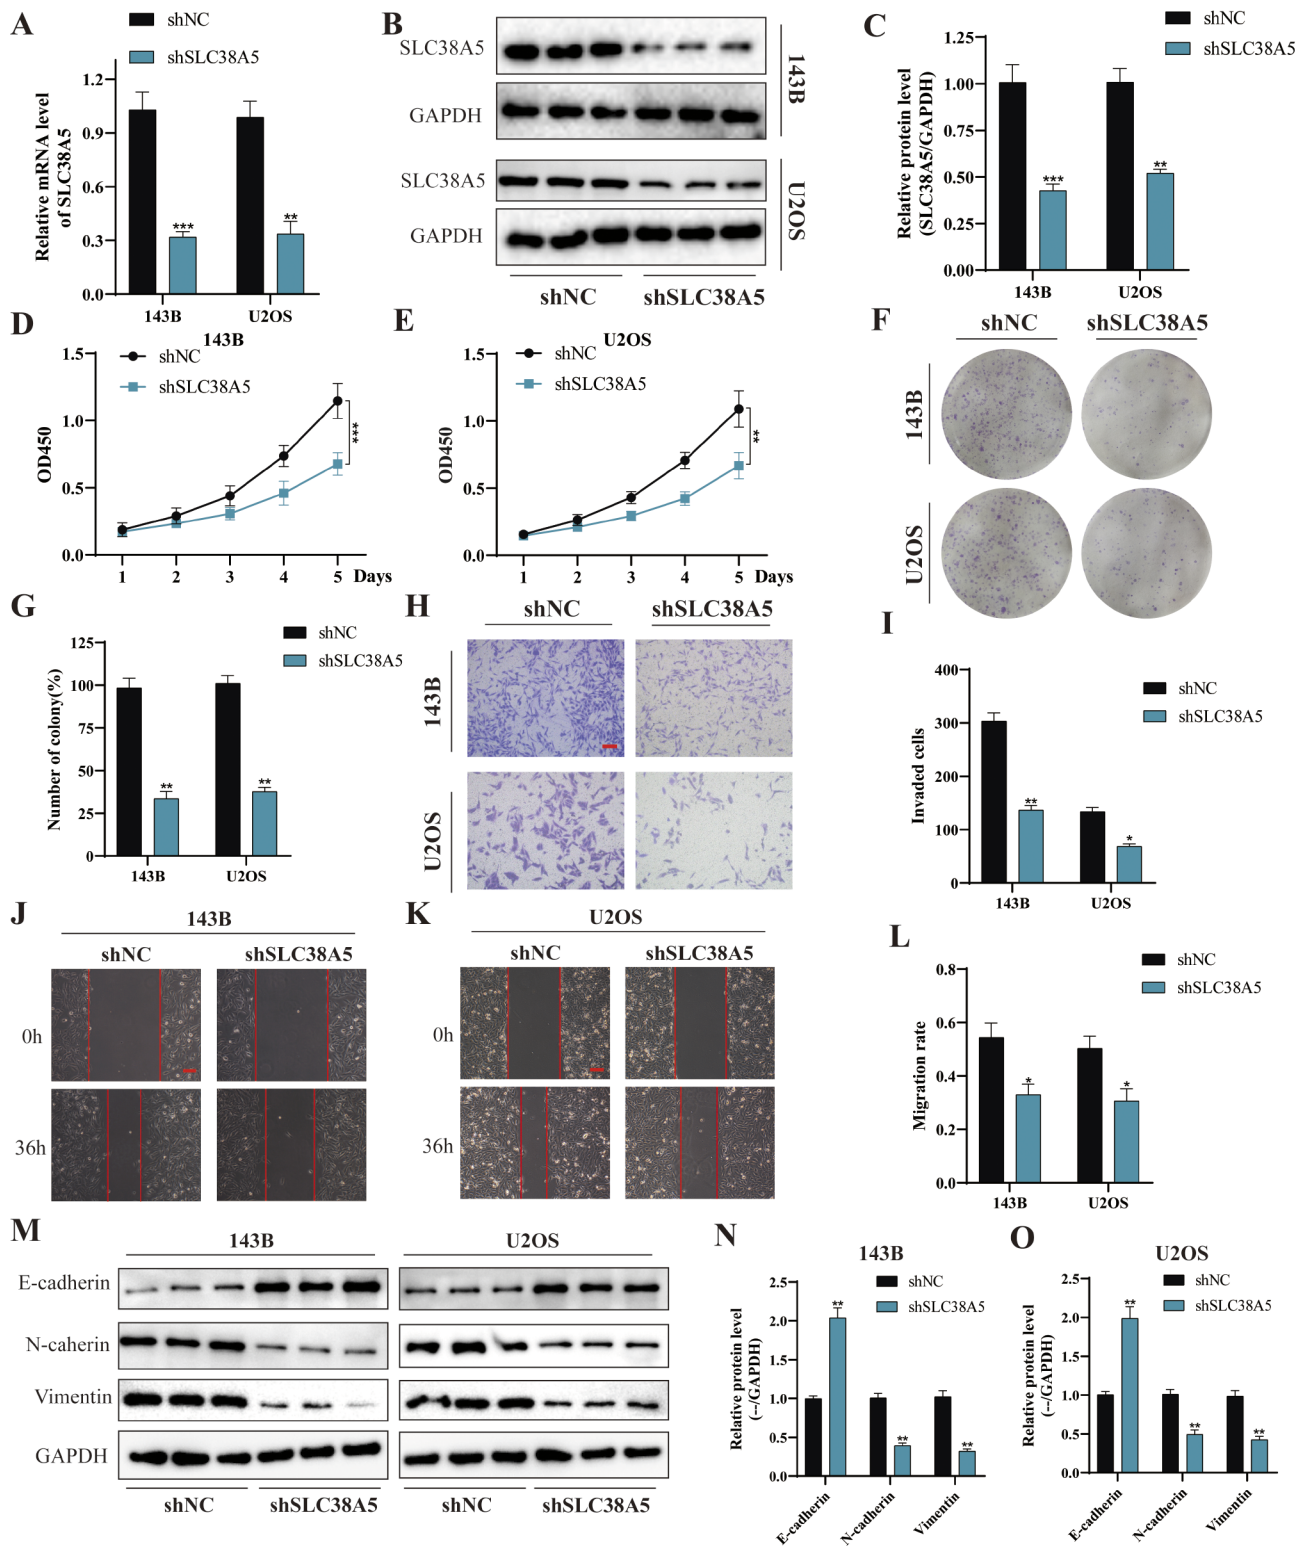 A
shNC
shSLC38A5
Relative mRNA level
of SLC38A5
1.2
0.9
0.6
0.3
0.0
***
**
143B
U2OS
B
SLC38A5
GAPDH
143B
SLC38A5
GAPDH
U2OS
shNC
shSLC38A5
C
shNC
shSLC38A5
Relative protein level
(SLC38A5/GAPDH)
1.25
1.00
0.75
0.50
0.25
0.00
***
**
143B
U2OS
D
143B
shNC
shSLC38A5
OD450
1.5
1.0
0.5
0.0
***
1 2 3 4 5 Days
E
U2OS
shNC
shSLC38A5
OD450
1.5
1.0
0.5
0.0
**
1 2 3 4 5 Days
F
shNC
shSLC38A5
143B
U2OS
G
shNC
shSLC38A5
Number of colony(%)
125
100
75
50
25
0
**
**
143B
U2OS
H
shNC
shSLC38A5
143B
U2OS
I
shNC
shSLC38A5
Invaded cells
400
300
200
100
0
**
*
143B
U2OS
J
143B
shNC
shSLC38A5
0h
36h
K
U2OS
shNC
shSLC38A5
0h
36h
L
shNC
shSLC38A5
Migration rate
0.8
0.6
0.4
0.2
0.0
*
*
143B
U2OS
M
143B
U2OS
E-cadherin
N-caherin
Vimentin
GAPDH
shNC
shSLC38A5
shNC
shSLC38A5
N
143B
shNC
shSLC38A5
Relative protein level
(--/GAPDH)
2.5
2.0
1.5
1.0
0.5
0.0
**
**
**
E-cadherin
N-cadherin
Vimentin
O
U2OS
shNC
shSLC38A5
Relative protein level
(--/GAPDH)
2.5
2.0
1.5
1.0
0.5
0.0
**
**
**
E-cadherin
N-cadherin
Vimentin